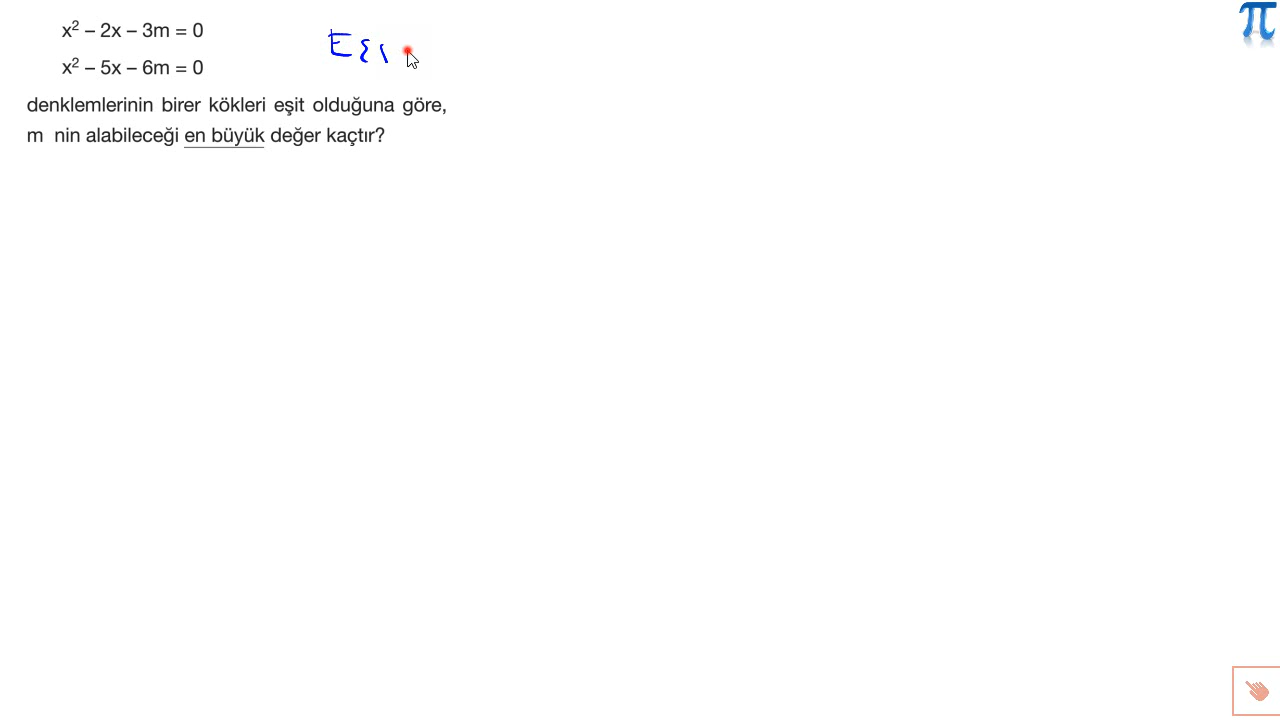 x² – 2x – 3m = 0
x² – 5x – 6m = 0
denklemlerinin birer kökleri eşit olduğuna göre,
m nin alabileceği en büyük değer kaçtır?
π